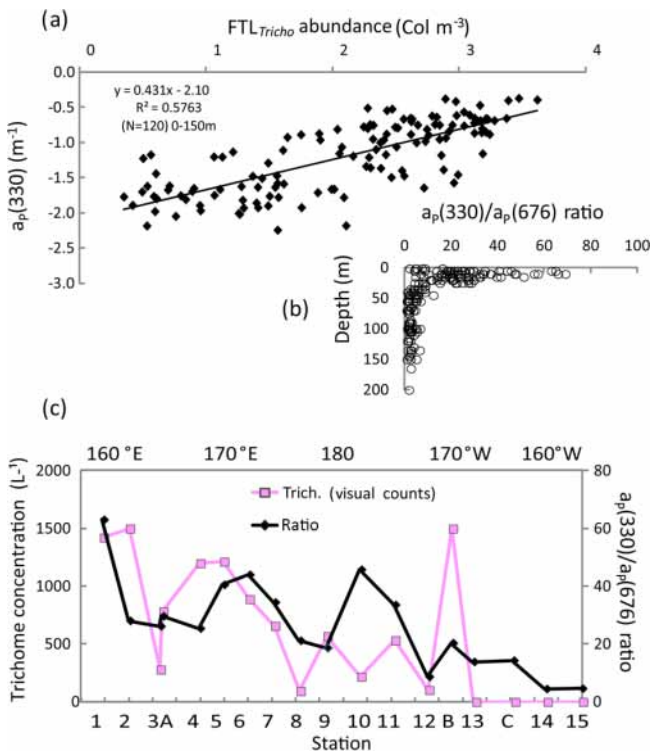 (a)
FTL Tricho abundance (Col m-3)
0 1 2 3 4
0.0
-0.5
-1.0
-1.5
-2.0
-2.5
-3.0
aP(330) (m-1)
y = 0.431x - 2.10
R² = 0.5763
(N=120) 0-150m
aP(330)/aP(676) ratio
0 20 40 60 80 100
(b)
Depth (m)
0
50
100
150
200
(c)
160°E 170°E 180 170°W 160°W
2000
1500
1000
500
0
Trichome concentration (L-1)
Trich. (visual counts)
Ratio
80
60
40
20
0
aP(330)/aP(676) ratio
1 2 3A 4 5 6 7 8 9 10 11 12 B 13 C 14 15
Station